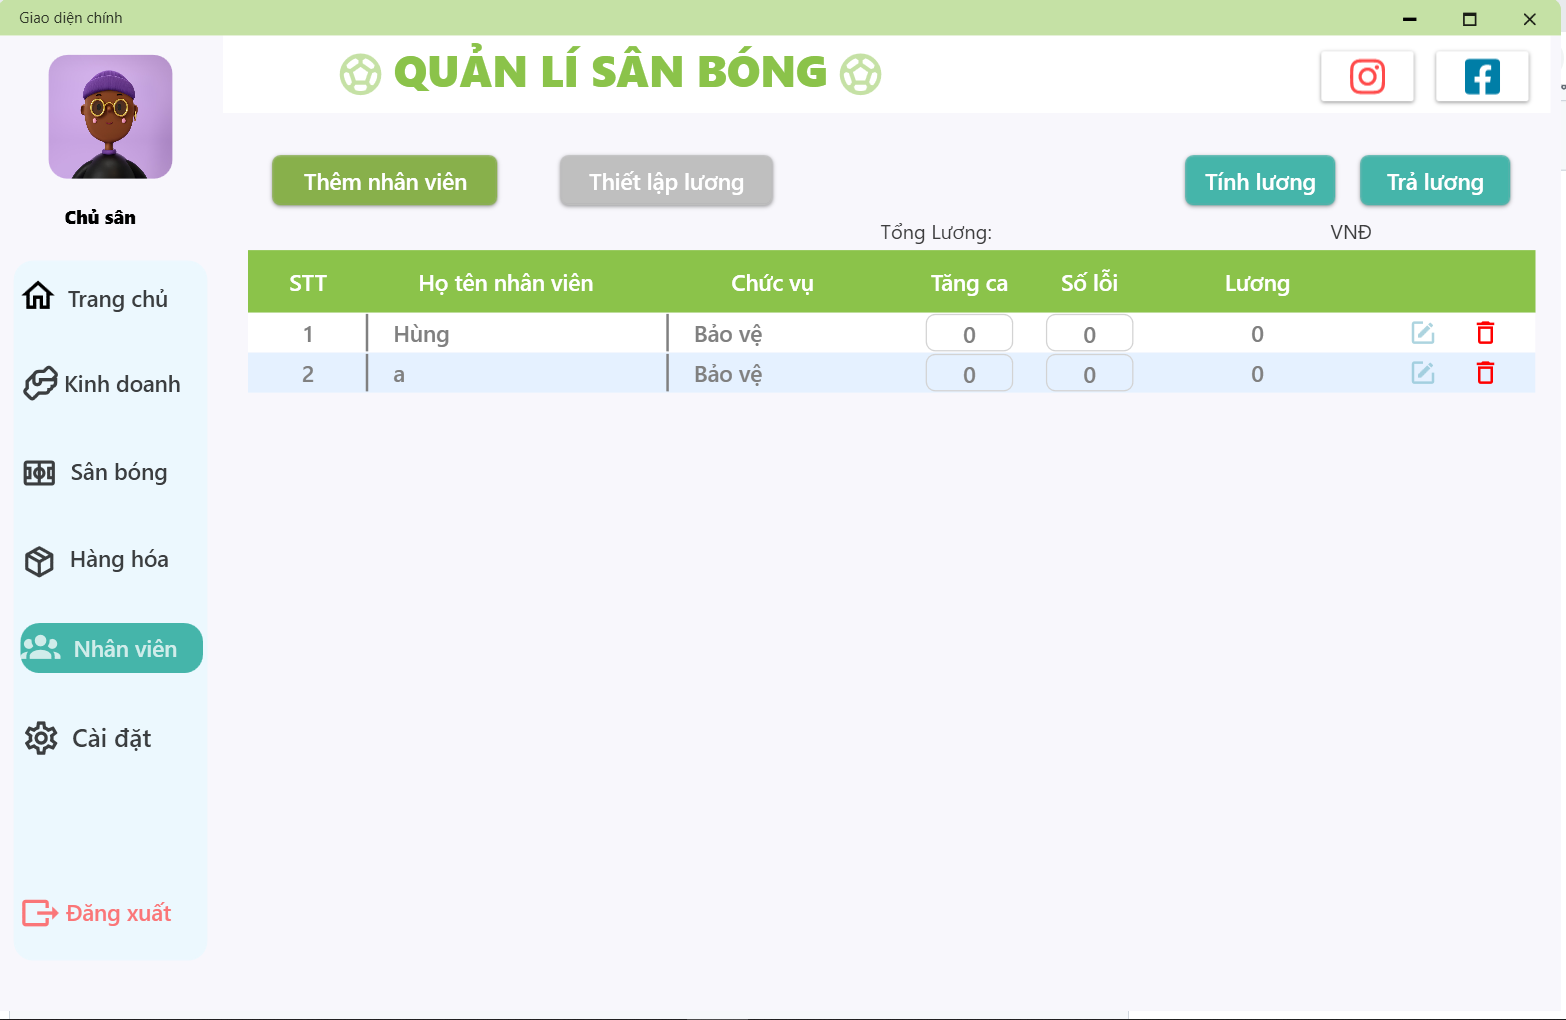 Giao diện chính
QUẢN LÍ SÂN BÓNG
Chủ sân
Trang chủ
Kinh doanh
Sân bóng
Hàng hóa
Nhân viên
Cài đặt
Đăng xuất
Thêm nhân viên Thiết lập lương Tính lương Trả lương
Tổng Lương: VNĐ
STT Họ tên nhân viên Chức vụ Tăng ca Số lỗi Lương
1 Hùng Bảo vệ 0 0 0
2 a Bảo vệ 0 0 0